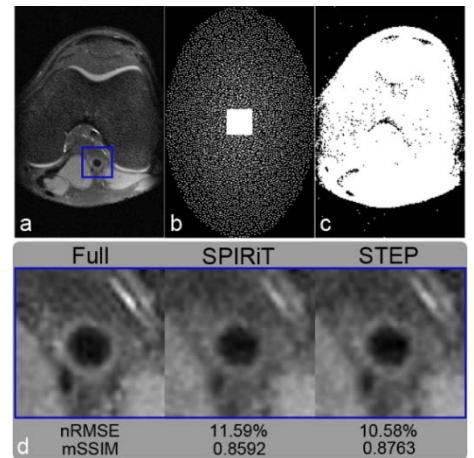 a
b
c
Full SPIRiT STEP
nRMSE 11.59% 10.58%
mSSIM 0.8592 0.8763
d